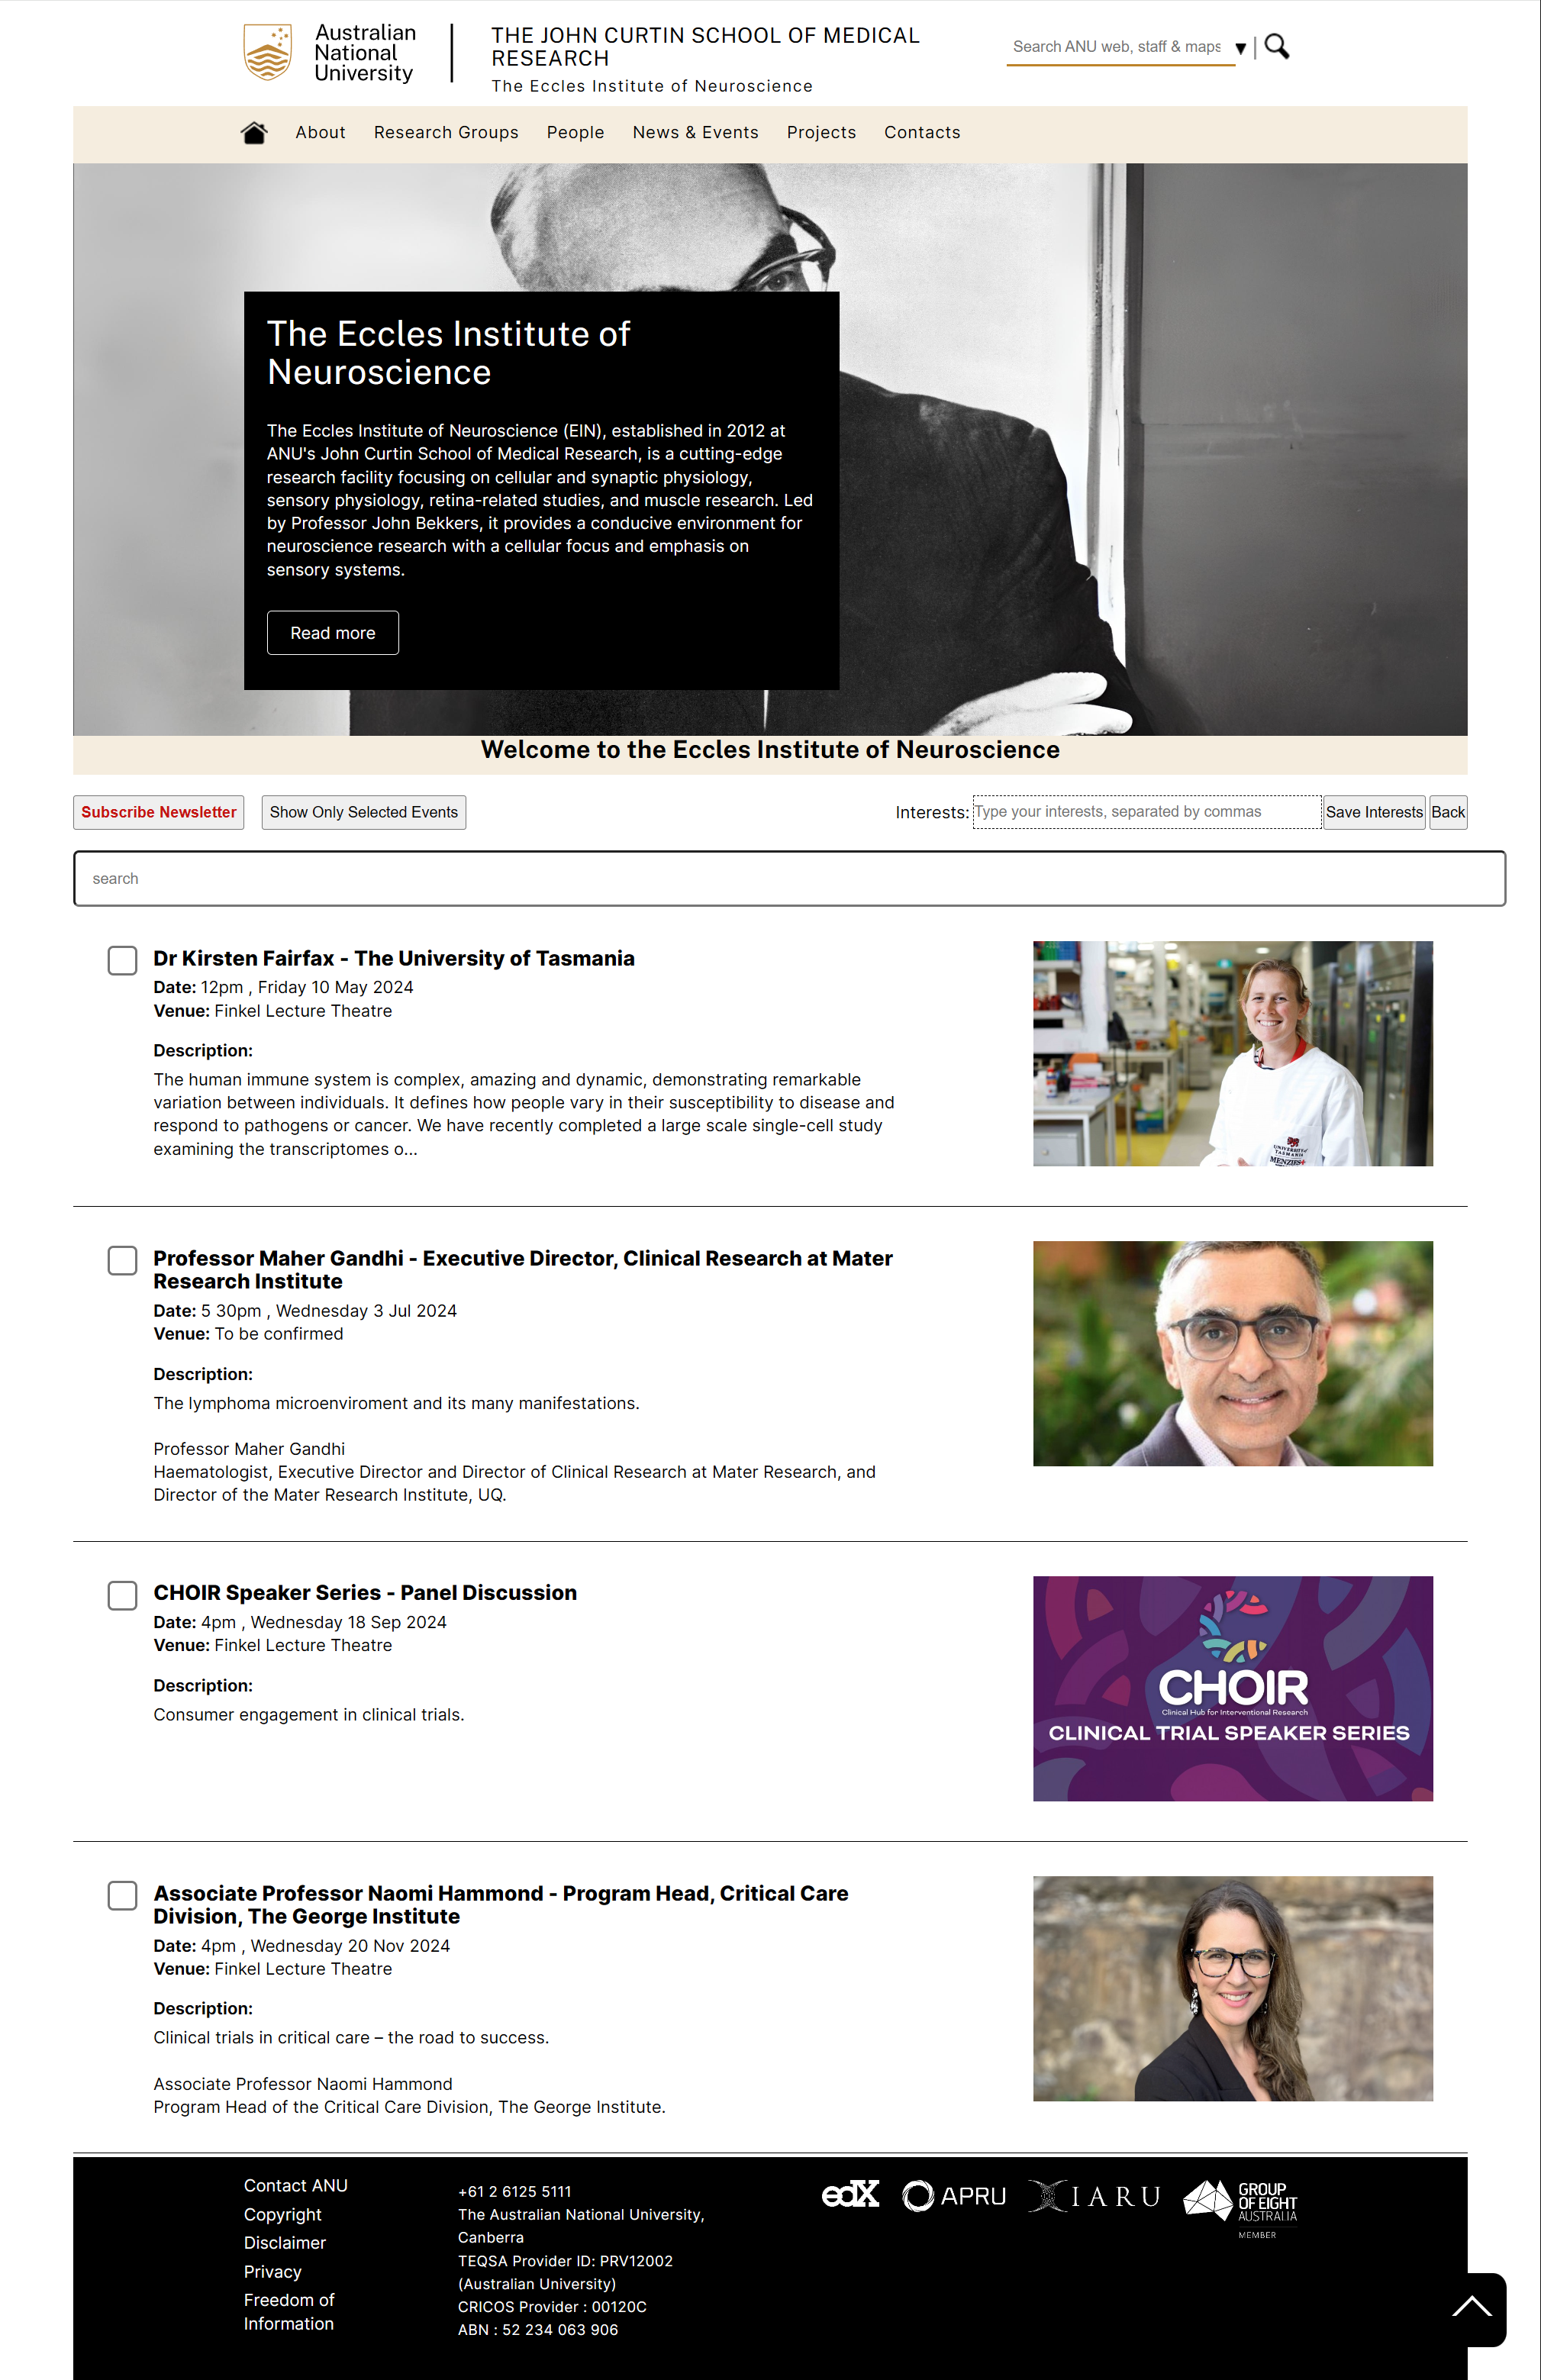 Australian
National
University
THE JOHN CURTIN SCHOOL OF MEDICAL
RESEARCH
The Eccles Institute of Neuroscience
Search ANU web, staff & maps
About Research Groups People News & Events Projects Contacts
The Eccles Institute of
Neuroscience
The Eccles Institute of Neuroscience (EIN), established in 2012 at
ANU's John Curtin School of Medical Research, is a cutting-edge
research facility focusing on cellular and synaptic physiology,
sensory physiology, retina-related studies, and muscle research. Led
by Professor John Bekkers, it provides a conducive environment for
neuroscience research with a cellular focus and emphasis on
sensory systems.
Read more
Welcome to the Eccles Institute of Neuroscience
Subscribe Newsletter Show Only Selected Events Interests: Type your interests, separated by commas Save Interests Back
search
Dr Kirsten Fairfax - The University of Tasmania
Date: 12pm , Friday 10 May 2024
Venue: Finkel Lecture Theatre
Description:
The human immune system is complex, amazing and dynamic, demonstrating remarkable
variation between individuals. It defines how people vary in their susceptibility to disease and
respond to pathogens or cancer. We have recently completed a large scale single-cell study
examining the transcriptomes o...
UNIVERSITY of
TASMANIA
MENZIES
Professor Maher Gandhi - Executive Director, Clinical Research at Mater
Research Institute
Date: 5 30pm , Wednesday 3 Jul 2024
Venue: To be confirmed
Description:
The lymphoma microenviroment and its many manifestations.
Professor Maher Gandhi
Haematologist, Executive Director and Director of Clinical Research at Mater Research, and
Director of the Mater Research Institute, UQ.
CHOIR Speaker Series - Panel Discussion
Date: 4pm , Wednesday 18 Sep 2024
Venue: Finkel Lecture Theatre
Description:
Consumer engagement in clinical trials.
CHOIR
Clinical Hub for Interventional Research
CLINICAL TRIAL SPEAKER SERIES
Associate Professor Naomi Hammond - Program Head, Critical Care
Division, The George Institute
Date: 4pm , Wednesday 20 Nov 2024
Venue: Finkel Lecture Theatre
Description:
Clinical trials in critical care – the road to success.
Associate Professor Naomi Hammond
Program Head of the Critical Care Division, The George Institute.
Contact ANU
Copyright
Disclaimer
Privacy
Freedom of
Information
+61 2 6125 5111
The Australian National University,
Canberra
TEQSA Provider ID: PRV12002
(Australian University)
CRICOS Provider : 00120C
ABN : 52 234 063 906
edX
APRU
IARU
GROUP
OF EIGHT
AUSTRALIA
MEMBER